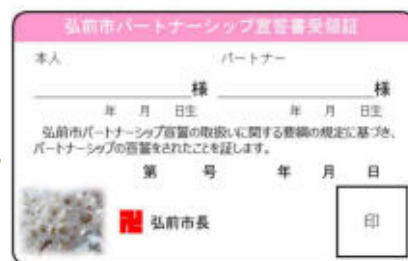 弘前市パートナーシップ宣誓書受領証
本人 パートナー
様 様
年 月 日生 年 月 日生
弘前市パートナーシップ宣誓の取扱いに関する要綱の規定に基づき、
パートナーシップの宣誓をされたことを証します。
第 号 年 月 日
卍 弘前市長 印